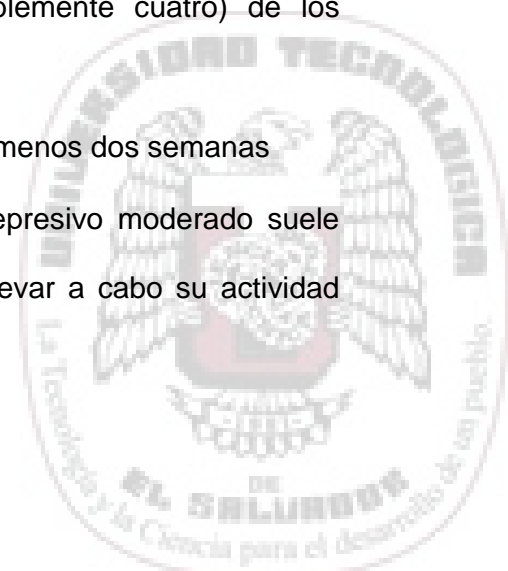 olemente cuatro) de los
menos dos semanas
epresivo moderado suele
evar a cabo su actividad
UNIVERSIDAD TECNOLOGICA
DE
EL SALVADOR
La Tecnología y la Ciencia para el desarrollo de un pueblo.